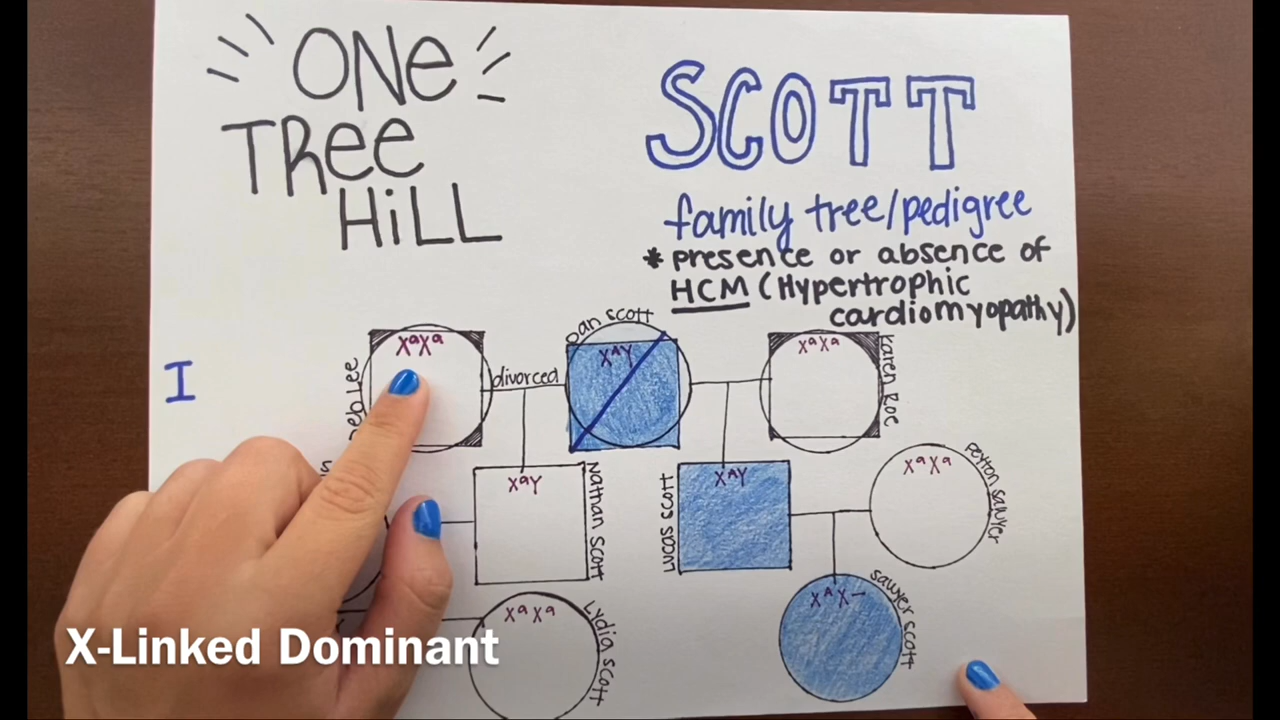 ONe
TRee
HiLL
SCOTT
family tree/pedigree
* presence or absence of
HCM (Hypertrophic
cardiomyopathy)
I
XᵃXᵃ
divorced
Dan scott
XᴬY
XᵃXᵃ
Karen Roe
XᵃY
Nathan Scott
Lucas scott
XᴬY
XᵃXᵃ
Peyton sawyer
XᵃXᵃ
Lydia scott
XᴬX–
sawyer scott
X-Linked Dominant